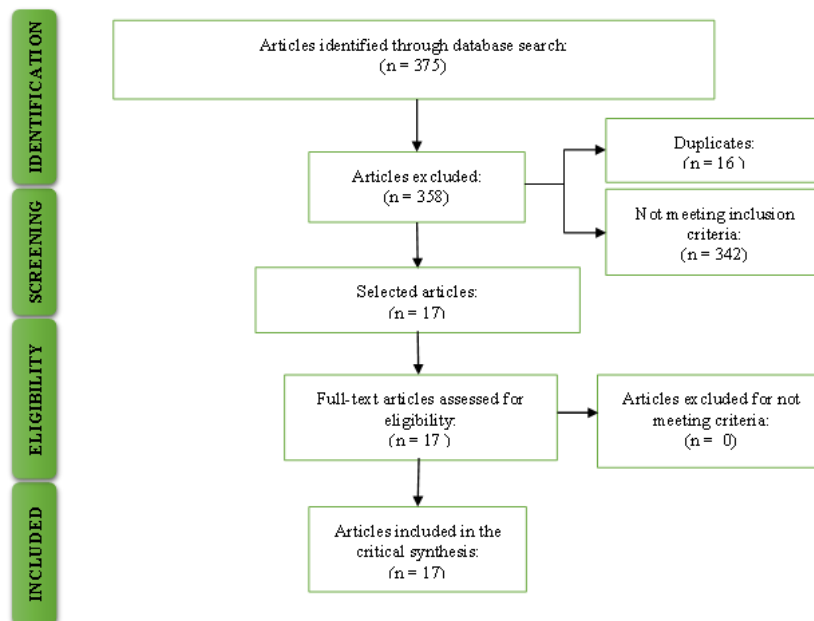 IDENTIFICATION
Articles identified through database search:
(n = 375)
Duplicates:
(n = 16 )
Articles excluded:
(n = 358)
Not meeting inclusion
criteria:
(n = 342)
SCREENING
Selected articles:
(n = 17)
ELIGIBILITY
Full-text articles assessed for
eligibility:
(n = 17 )
Articles excluded for not
meeting criteria:
(n =  0)
INCLUDED
Articles included in the
critical synthesis:
(n = 17)